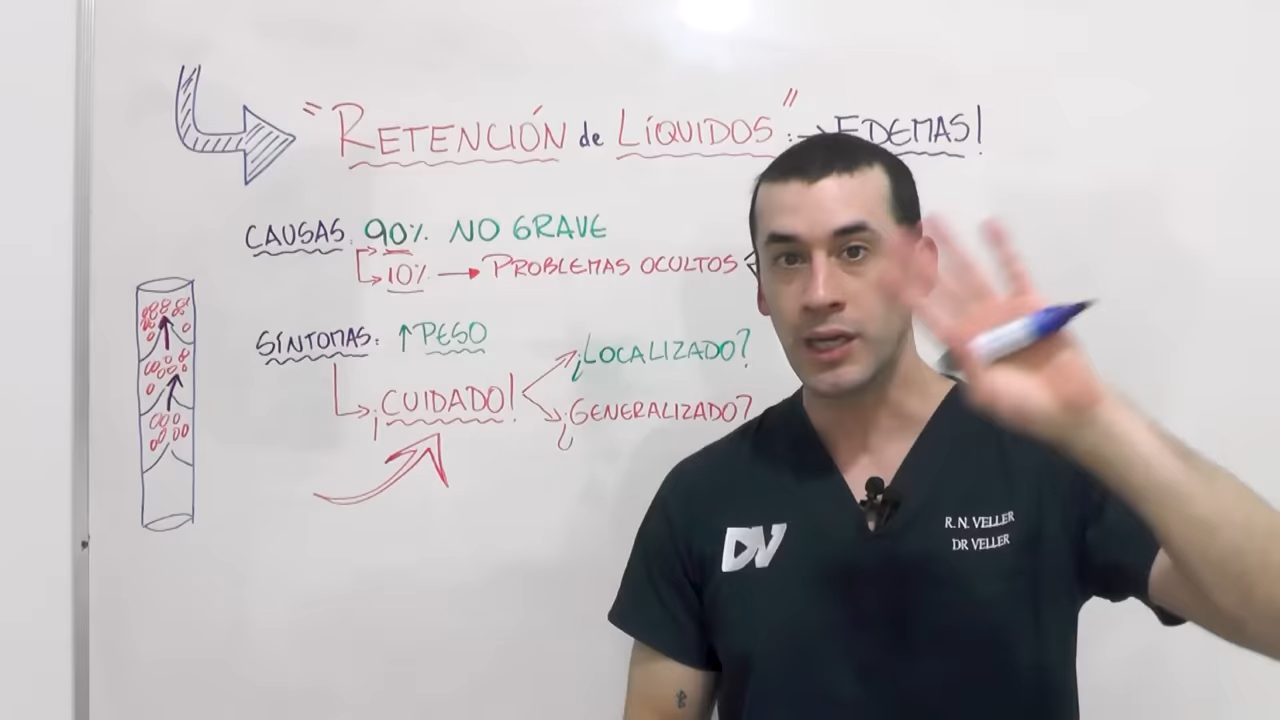 "RETENCIÓN de LÍQUIDOS": → EDEMAS!
CAUSAS: 90% NO GRAVE
10% → PROBLEMAS OCULTOS
SÍNTOMAS: ↑ PESO
¿LOCALIZADO?
¡CUIDADO!
¿GENERALIZADO?
DV
R. N. VELLER
DR VELLER